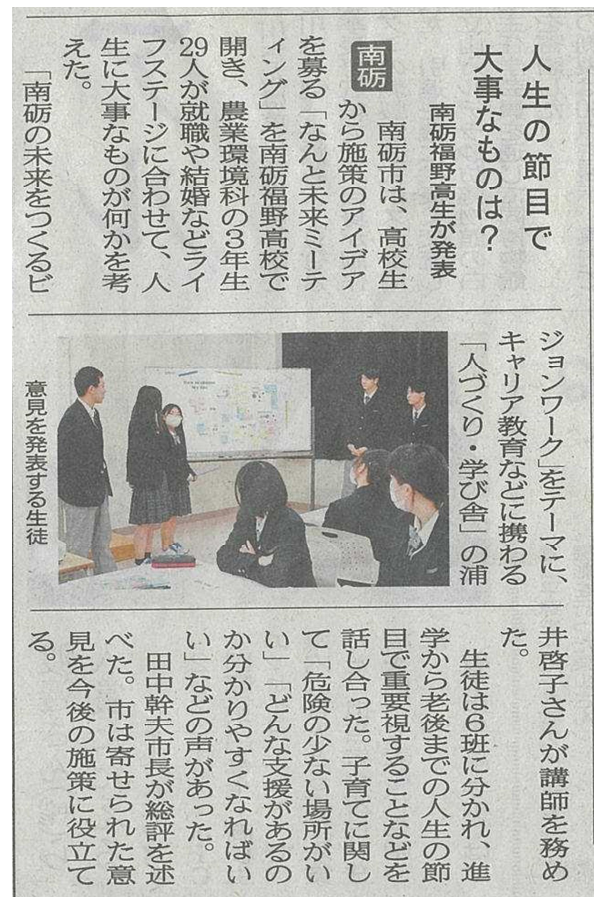 人生の節目で
大事なものは？
南砺福野高生が発表
南砺
南砺市は、高校生
から施策のアイデア
を募る「なんと未来ミーテ
ィング」を南砺福野高校で
開き、農業環境科の３年生
29人が就職や結婚などライ
フステージに合わせて、人
生に大事なものが何かを考
えた。
「南砺の未来をつくるビ
ジョンワーク」をテーマに、
キャリア教育などに携わる
「人づくり・学び舎」の浦
意見を発表する生徒
井啓子さんが講師を務め
た。
生徒は６班に分かれ、進
学から老後までの人生の節
目で重要視することなどを
話し合った。子育てに関し
て「危険の少ない場所がい
い」「どんな支援があるの
か分かりやすくなればい
い」などの声があった。
田中幹夫市長が総評を述
べた。市は寄せられた意
見を今後の施策に役立て
る。